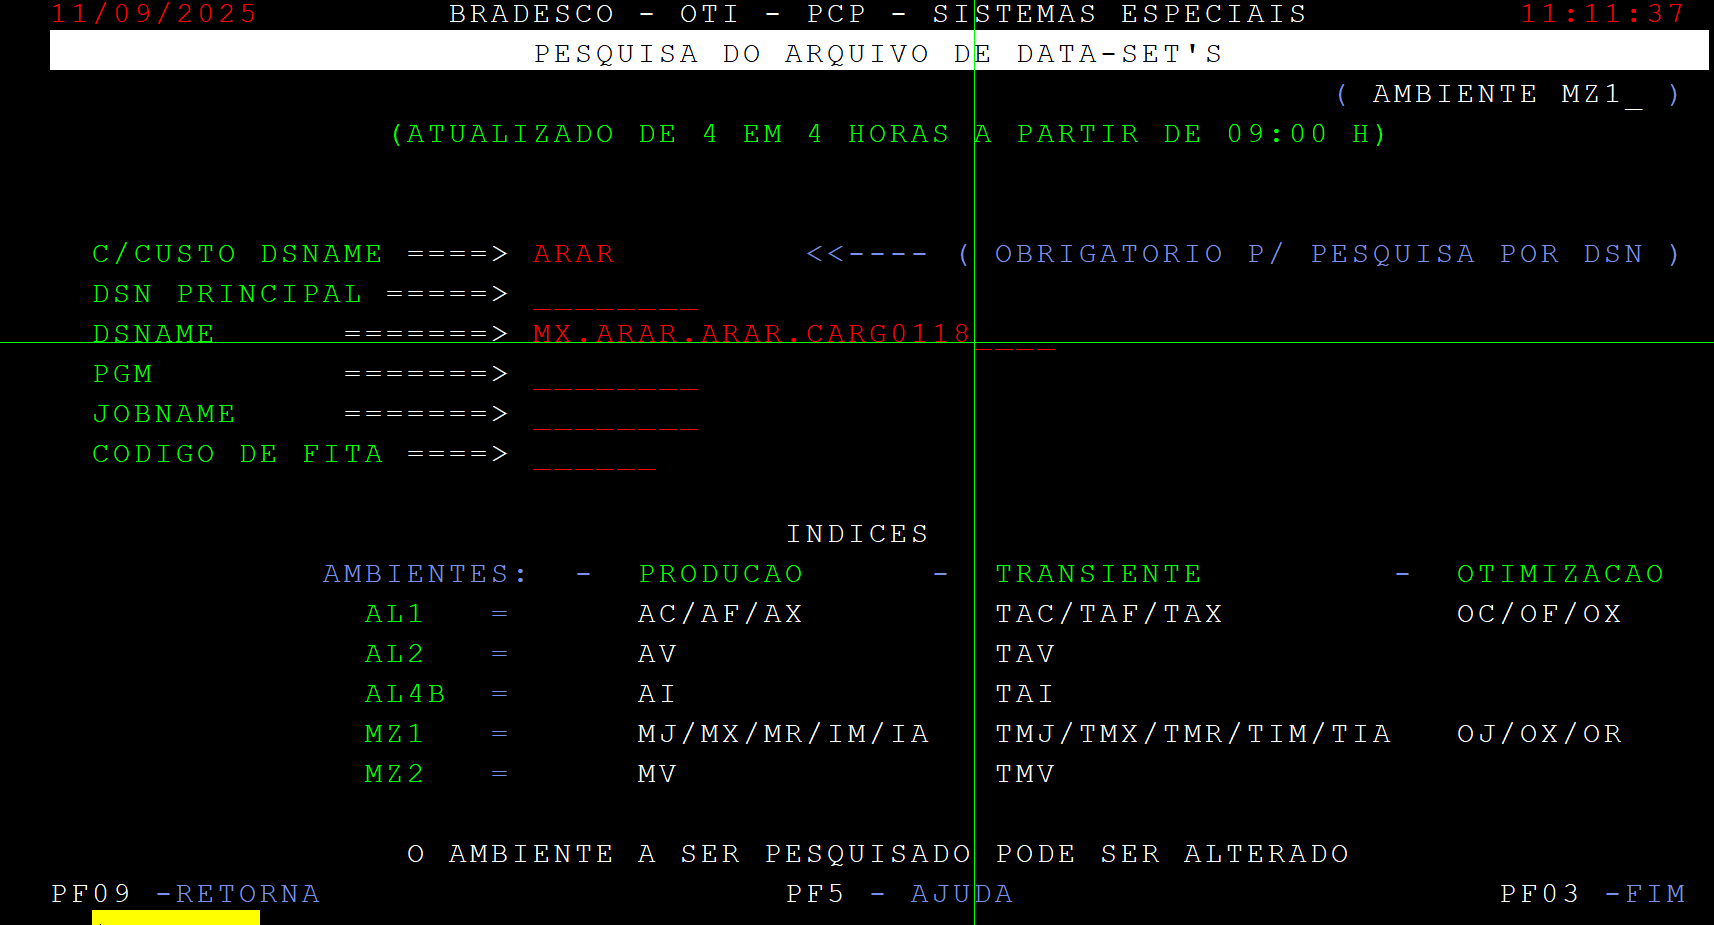 11/09/2025 BRADESCO - OTI - PCP - SISTEMAS ESPECIAIS 11:11:37
PESQUISA DO ARQUIVO DE DATA-SET'S
( AMBIENTE MZ1_ )
(ATUALIZADO DE 4 EM 4 HORAS A PARTIR DE 09:00 H)
C/CUSTO DSNAME ====> ARAR <<---- ( OBRIGATORIO P/ PESQUISA POR DSN )
DSN PRINCIPAL =====> ________
DSNAME =======> MX.ARAR.ARAR.CARG0118____
PGM =======> ________
JOBNAME =======> ________
CODIGO DE FITA ====> ______
INDICES
AMBIENTES: - PRODUCAO - TRANSIENTE - OTIMIZACAO
AL1 = AC/AF/AX TAC/TAF/TAX OC/OF/OX
AL2 = AV TAV
AL4B = AI TAI
MZ1 = MJ/MX/MR/IM/IA TMJ/TMX/TMR/TIM/TIA OJ/OX/OR
MZ2 = MV TMV
O AMBIENTE A SER PESQUISADO PODE SER ALTERADO
PF09 -RETORNA PF5 - AJUDA PF03 -FIM